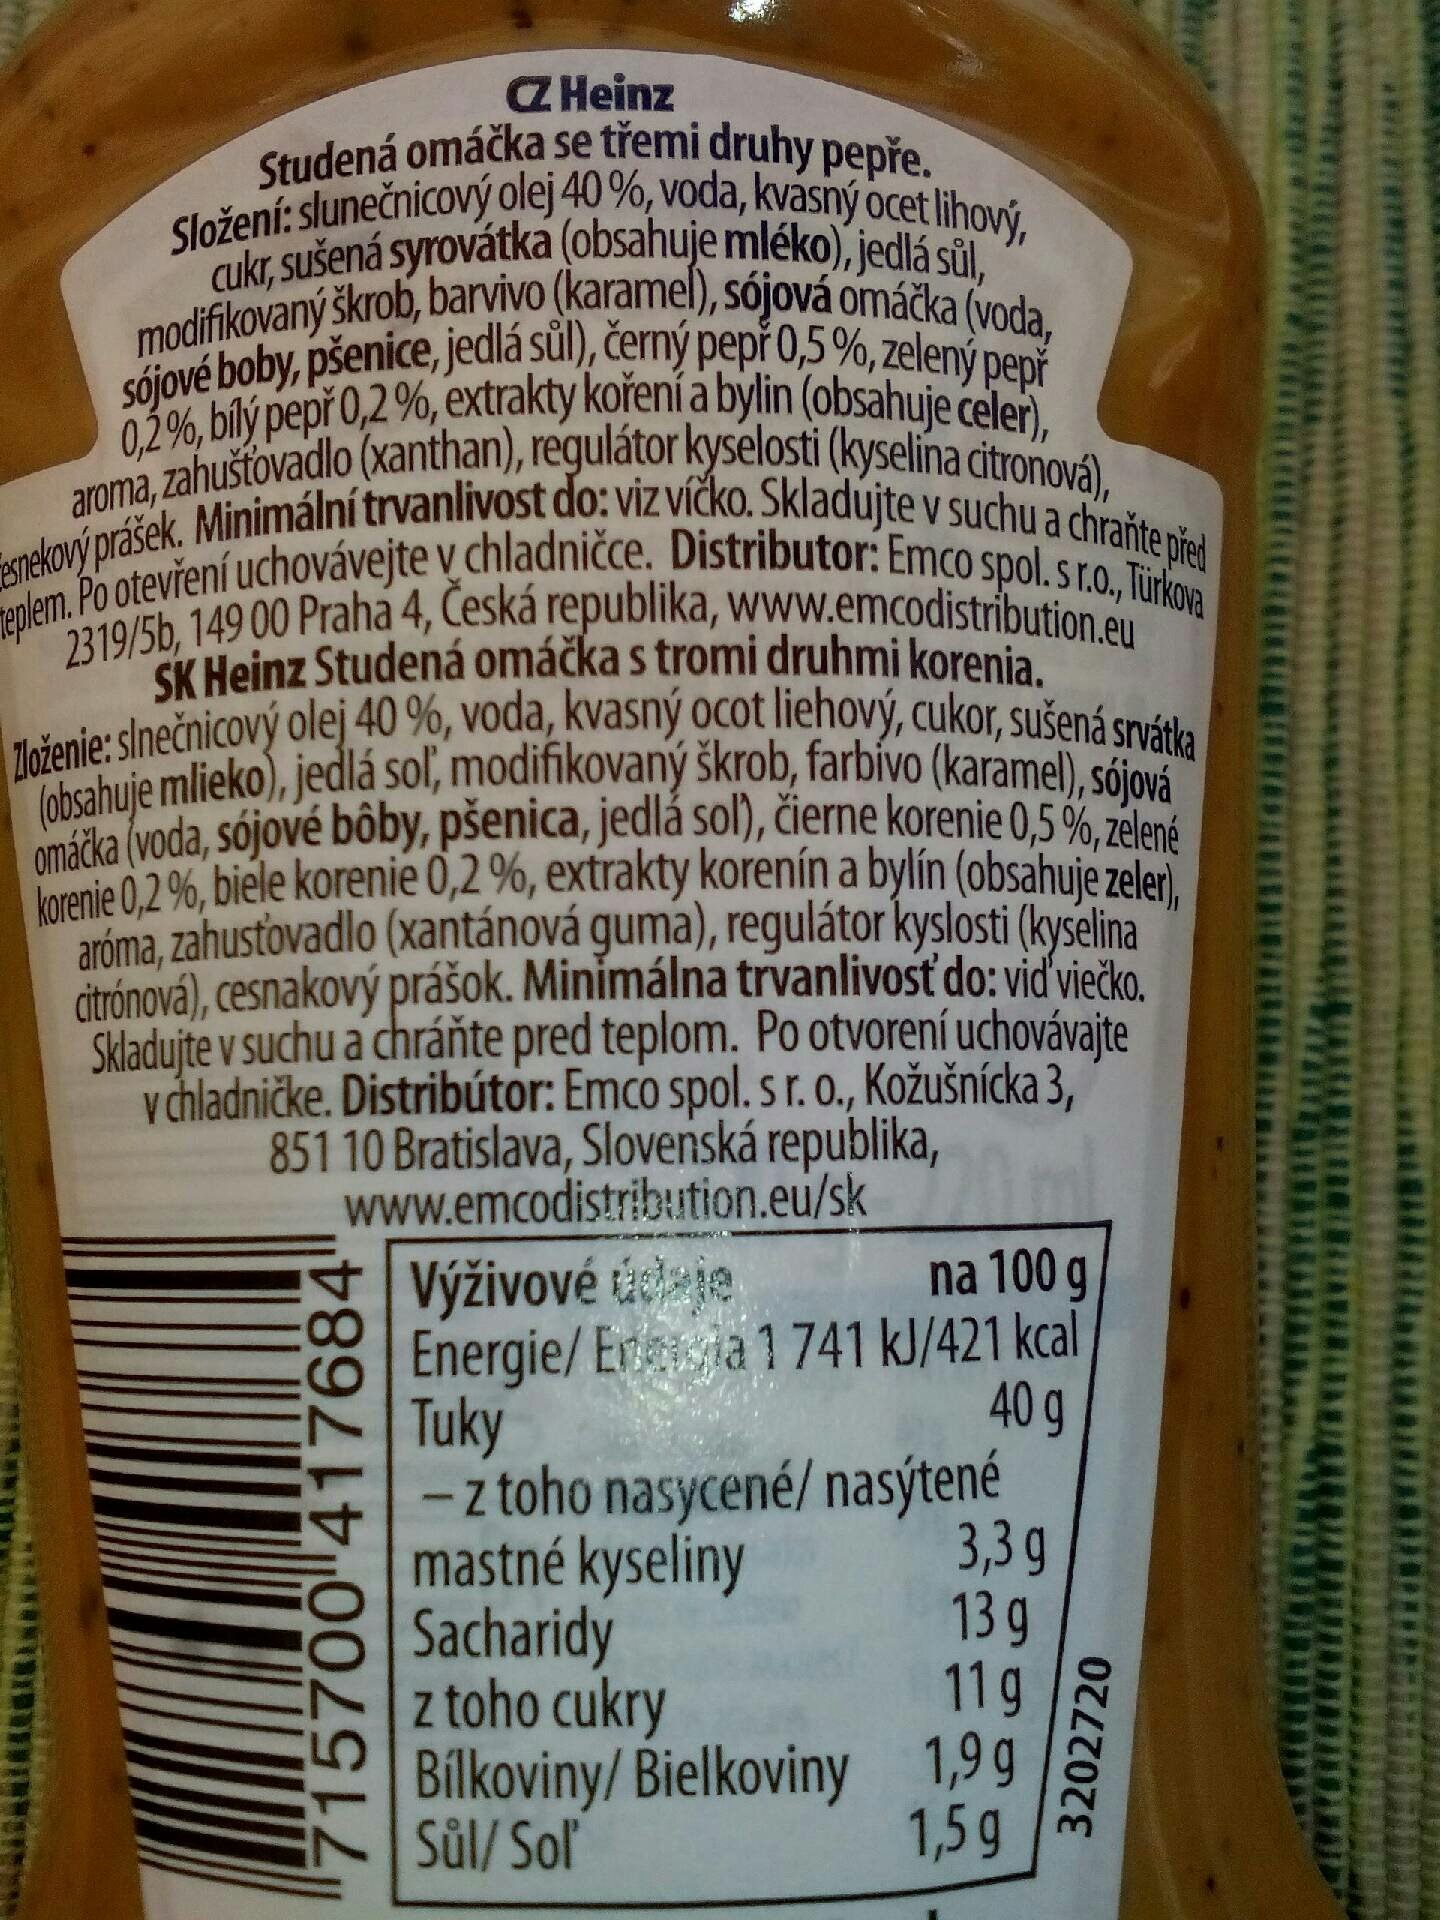 CZ Heinz
Studená omáčka se třemi druhy pepře.
Složení: slunečnicový olej 40 %, voda, kvasný ocet lihový,
cukr, sušená syrovátka (obsahuje mléko), jedlá sůl,
modifikovaný škrob, barvivo (karamel), sójová omáčka (voda,
sójové boby, pšenice, jedlá sůl), černý pepř 0,5 %, zelený pepř
0,2 %, bílý pepř 0,2 %, extrakty koření a bylin (obsahuje celer),
aroma, zahušťovadlo (xanthan), regulátor kyselosti (kyselina citronová),
česnekový prášek. Minimální trvanlivost do: viz víčko. Skladujte v suchu a chraňte před
teplem. Po otevření uchovávejte v chladničce. Distributor: Emco spol. s r.o., Türkova
2319/5b, 149 00 Praha 4, Česká republika, www.emcodistribution.eu
SK Heinz Studená omáčka s tromi druhmi korenia.
Zloženie: slnečnicový olej 40 %, voda, kvasný ocot liehový, cukor, sušená srvátka
(obsahuje mlieko), jedlá soľ, modifikovaný škrob, farbivo (karamel), sójová
omáčka (voda, sójové bôby, pšenica, jedlá soľ), čierne korenie 0,5 %, zelené
korenie 0,2 %, biele korenie 0,2 %, extrakty korenín a bylín (obsahuje zeler),
aróma, zahusťovadlo (xantánová guma), regulátor kyslosti (kyselina
citrónová), cesnakový prášok. Minimálna trvanlivosť do: viď viečko.
Skladujte v suchu a chráňte pred teplom. Po otvorení uchovávajte
v chladničke. Distribútor: Emco spol. s r. o., Kožušnícka 3,
851 10 Bratislava, Slovenská republika,
www.emcodistribution.eu/sk
Výživové údaje na 100 g
Energie/ Energia 1 741 kJ/421 kcal
Tuky 40 g
– z toho nasycené/ nasýtené
mastné kyseliny 3,3 g
Sacharidy 13 g
z toho cukry 11 g
Bílkoviny/ Bielkoviny 1,9 g
Sůl/ Soľ 1,5 g
715700 417684
3202720